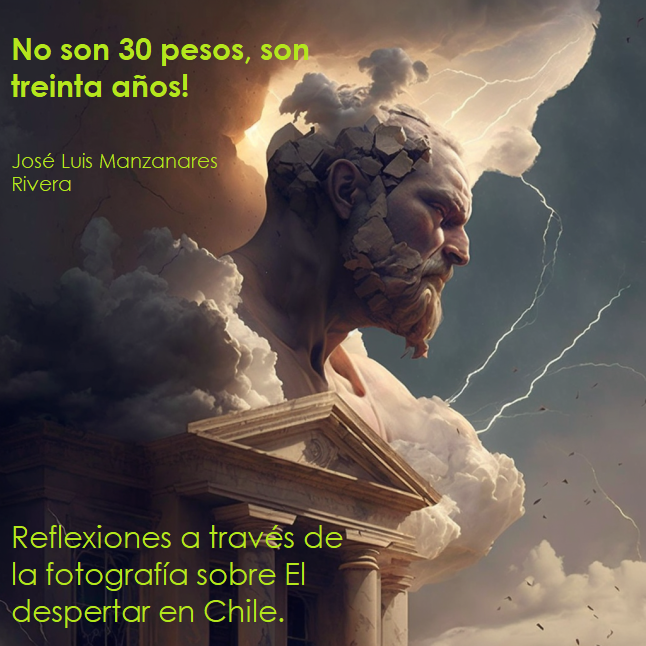 No son 30 pesos, son
treinta años!
José Luis Manzanares
Rivera
Reflexiones a través de
la fotografía sobre El
despertar en Chile.